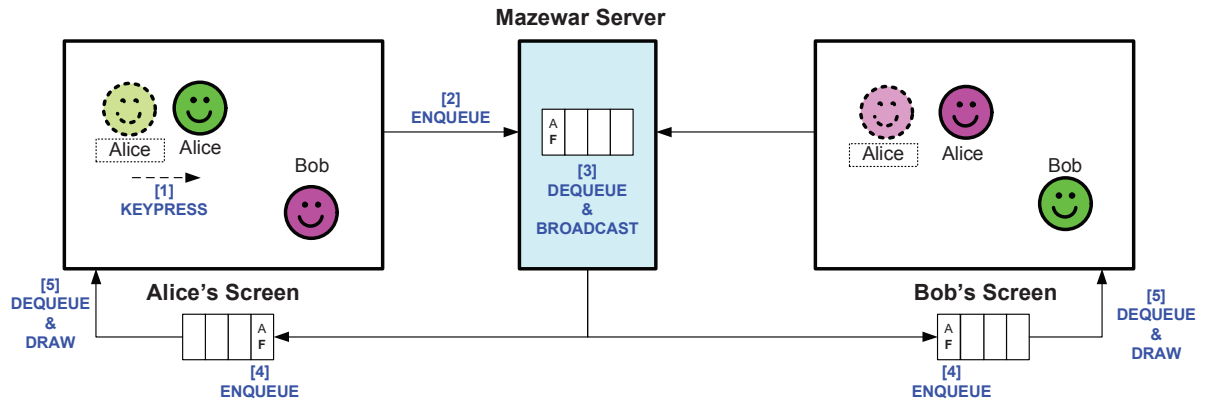 Mazewar Server
Alice
Alice
[1]
KEYPRESS
Bob
[2]
ENQUEUE
A
F
[3]
DEQUEUE
&
BROADCAST
Alice
Alice
Bob
[5]
DEQUEUE
&
DRAW
Alice's Screen
A
F
[4]
ENQUEUE
Bob's Screen
A
F
[4]
ENQUEUE
[5]
DEQUEUE
&
DRAW